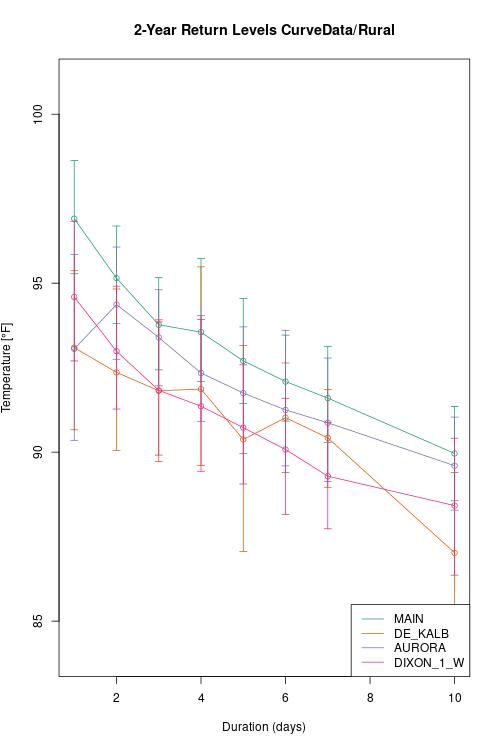 2-Year Return Levels CurveData/Rural
Temperature [°F]
100
95
90
85
2 4 6 8 10
Duration (days)
MAIN
DE_KALB
AURORA
DIXON_1_W